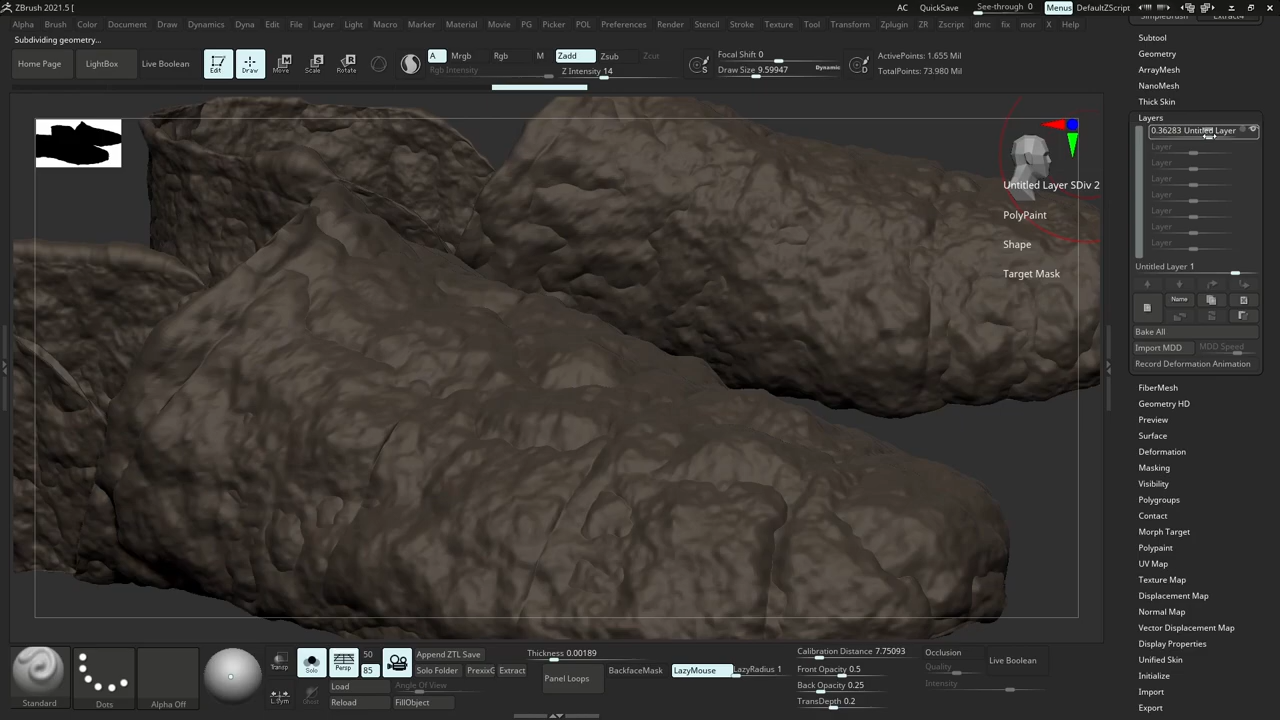 ZBrush 2021.5 [
AC QuickSave See-through 0 Menus DefaultZScript
Alpha Brush Color Document Draw Dynamics Dyna Edit File Layer Light Macro Marker Material Movie PG Picker POL Preferences Render Stencil Stroke Texture Tool Transform Zplugin ZR Zscript dmc fix mor X Help
SimpleBrush Extract4
Subdividing geometry...
Home Page LightBox Live Boolean Edit Draw Move Scale Rotate
A Mrgb Rgb M Zadd Zsub Zcut
Rgb Intensity Z Intensity 14
Focal Shift 0
Draw Size 9.59947 Dynamic
S D
ActivePoints: 1.655 Mil
TotalPoints: 73.980 Mil
Subtool
Geometry
ArrayMesh
NanoMesh
Thick Skin
Layers
0.36283 Untitled Layer
Layer
Layer
Layer
Layer
Layer
Layer
Layer
Untitled Layer 1
Name
Bake All
Import MDD MDD Speed
Record Deformation Animation
FiberMesh
Geometry HD
Preview
Surface
Deformation
Masking
Visibility
Polygroups
Contact
Morph Target
Polypaint
UV Map
Texture Map
Displacement Map
Normal Map
Vector Displacement Map
Display Properties
Unified Skin
Initialize
Import
Export
Untitled Layer SDiv 2
PolyPaint
Shape
Target Mask
Standard Dots Alpha Off
Transp Solo Persp 50
85
L.Sym Ghost
Append ZTL Save
Solo Folder Extract
Load Angle Of View
Reload FillObject
Thickness 0.00189
Panel Loops BackfaceMask LazyMouse LazyRadius 1
Calibration Distance 7.75093
Front Opacity 0.5
Back Opacity 0.25
TransDepth 0.2
Occlusion
Quality
Intensity
Live Boolean